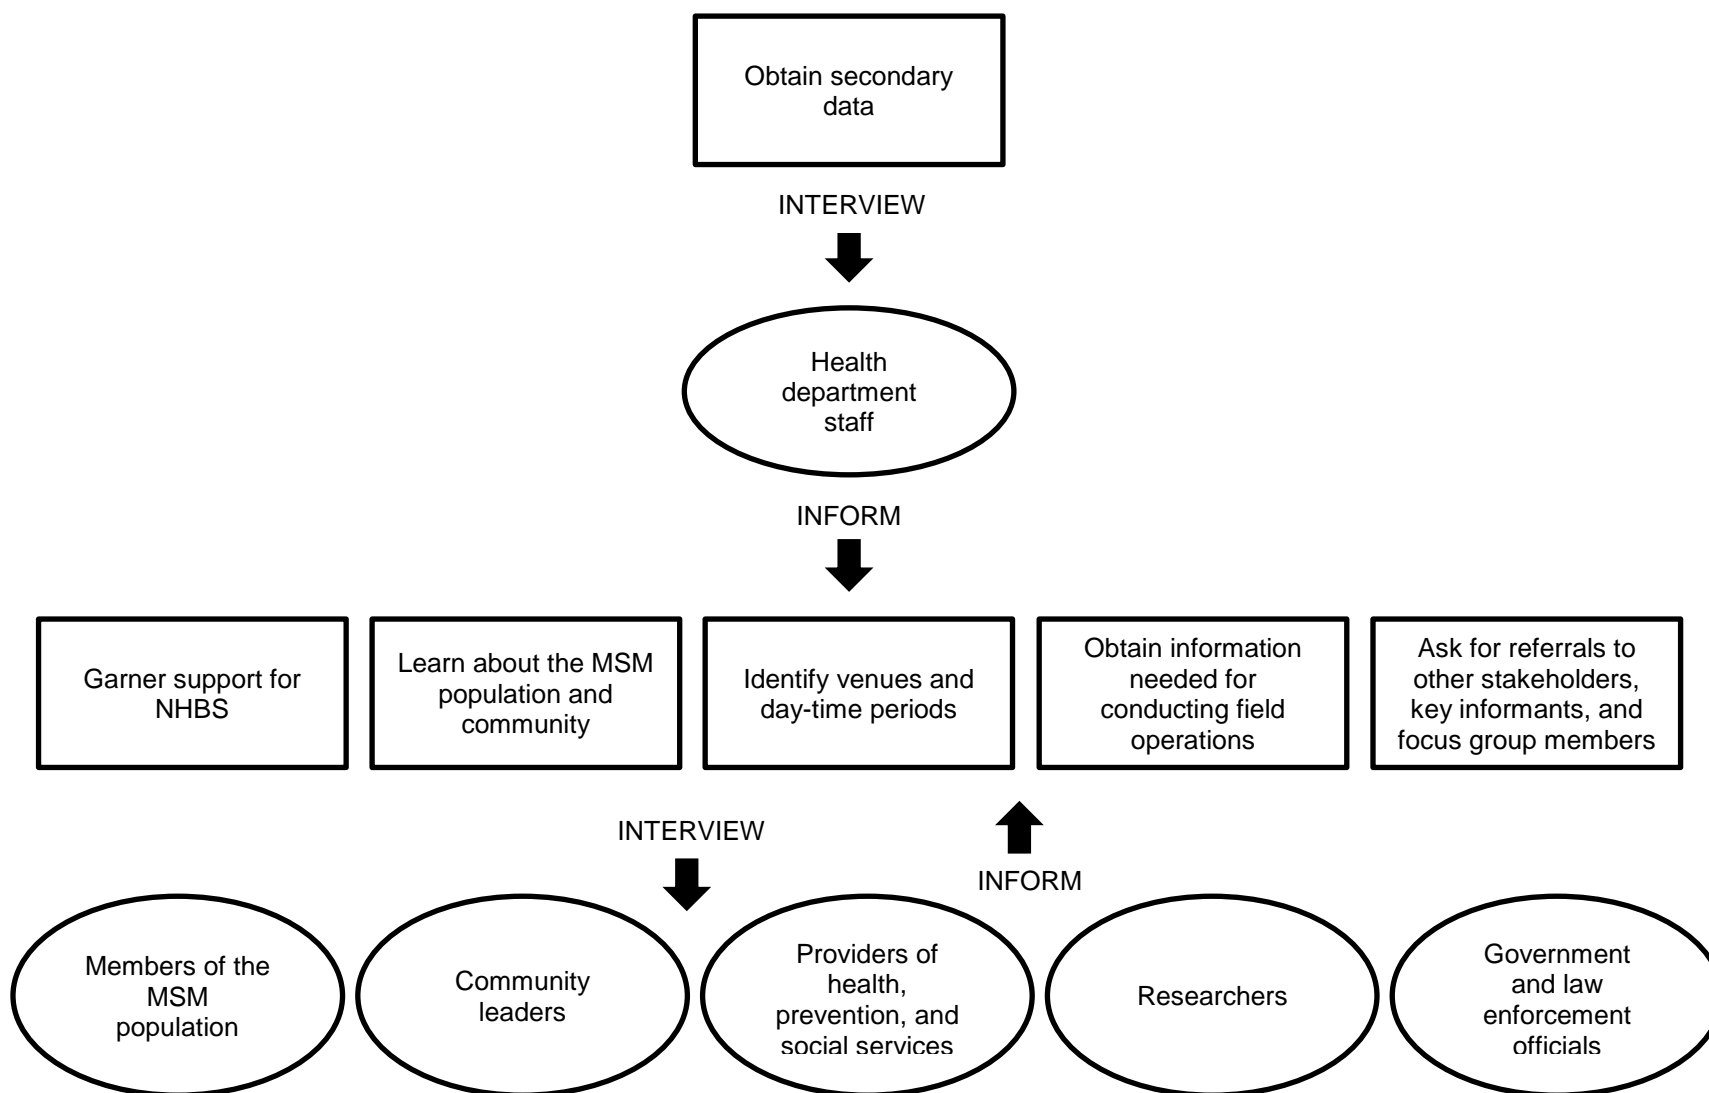 Obtain secondary
data
INTERVIEW
Health
department
staff
INFORM
Garner support for
NHBS
Learn about the MSM
population and
community
Identify venues and
day-time periods
Obtain information
needed for
conducting field
operations
Ask for referrals to
other stakeholders,
key informants, and
focus group members
INTERVIEW
INFORM
Members of the
MSM
population
Community
leaders
Providers of
health,
prevention, and
social services
Researchers
Government
and law
enforcement
officials